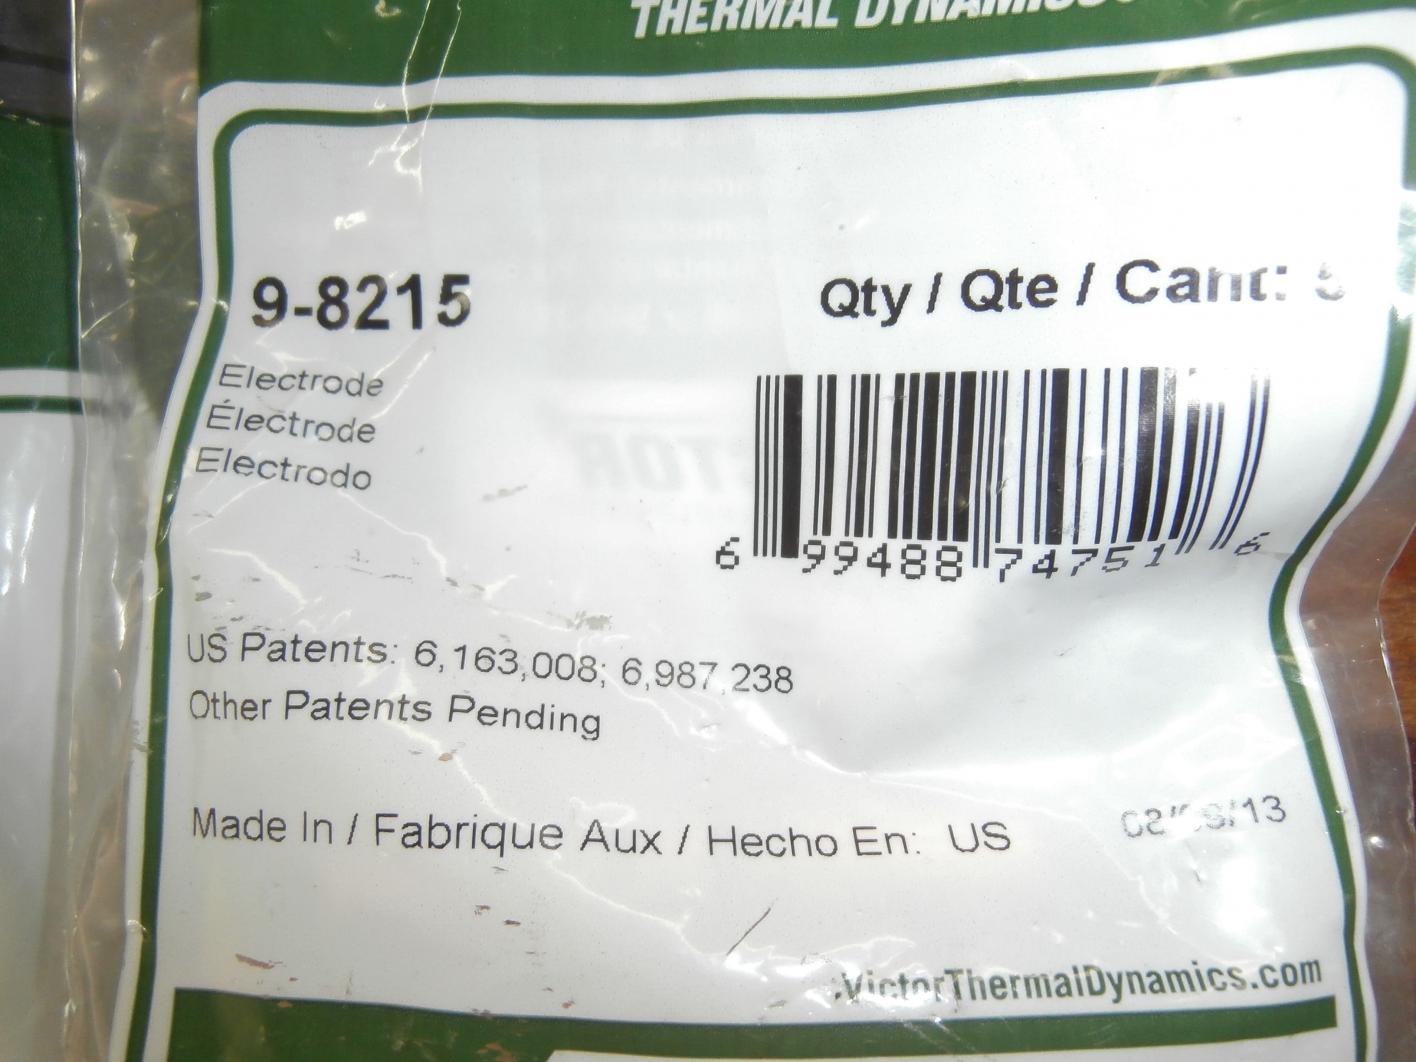 THERMAL DYNAMICS
9-8215
Qty / Qte / Cant: 5
Electrode
Électrode
Electrodo
6 99488 74751 6
US Patents: 6,163,008; 6,987,238
Other Patents Pending
Made In / Fabrique Aux / Hecho En: US
VictorThermalDynamics.com